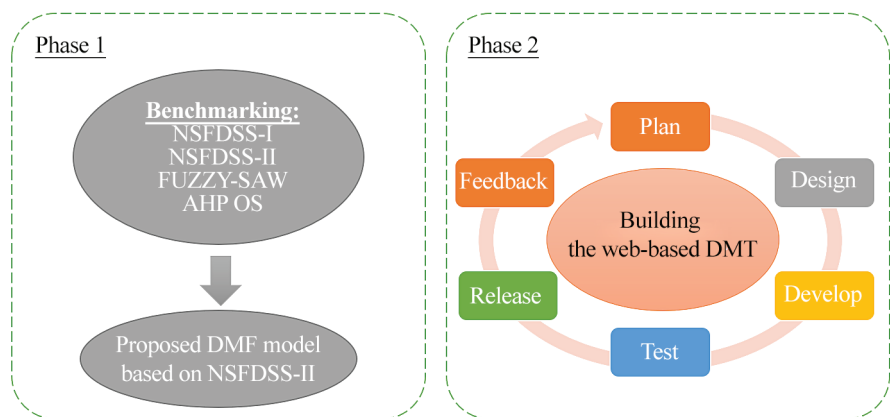 Phase 1
Benchmarking:
NSFDSS-I
NSFDSS-II
FUZZY-SAW
AHP OS
Proposed DMF model
based on NSFDSS-II
Phase 2
Plan
Design
Develop
Test
Release
Feedback
Building
the web-based DMT